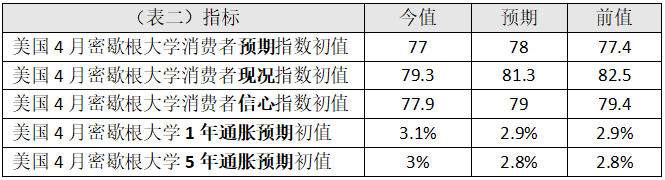 （表二）指标 今值 预期 前值
美国 4 月密歇根大学消费者预期指数初值 77 78 77.4
美国 4 月密歇根大学消费者现况指数初值 79.3 81.3 82.5
美国 4 月密歇根大学消费者信心指数初值 77.9 79 79.4
美国 4 月密歇根大学 1 年通胀预期初值 3.1% 2.9% 2.9%
美国 4 月密歇根大学 5 年通胀预期初值 3% 2.8% 2.8%